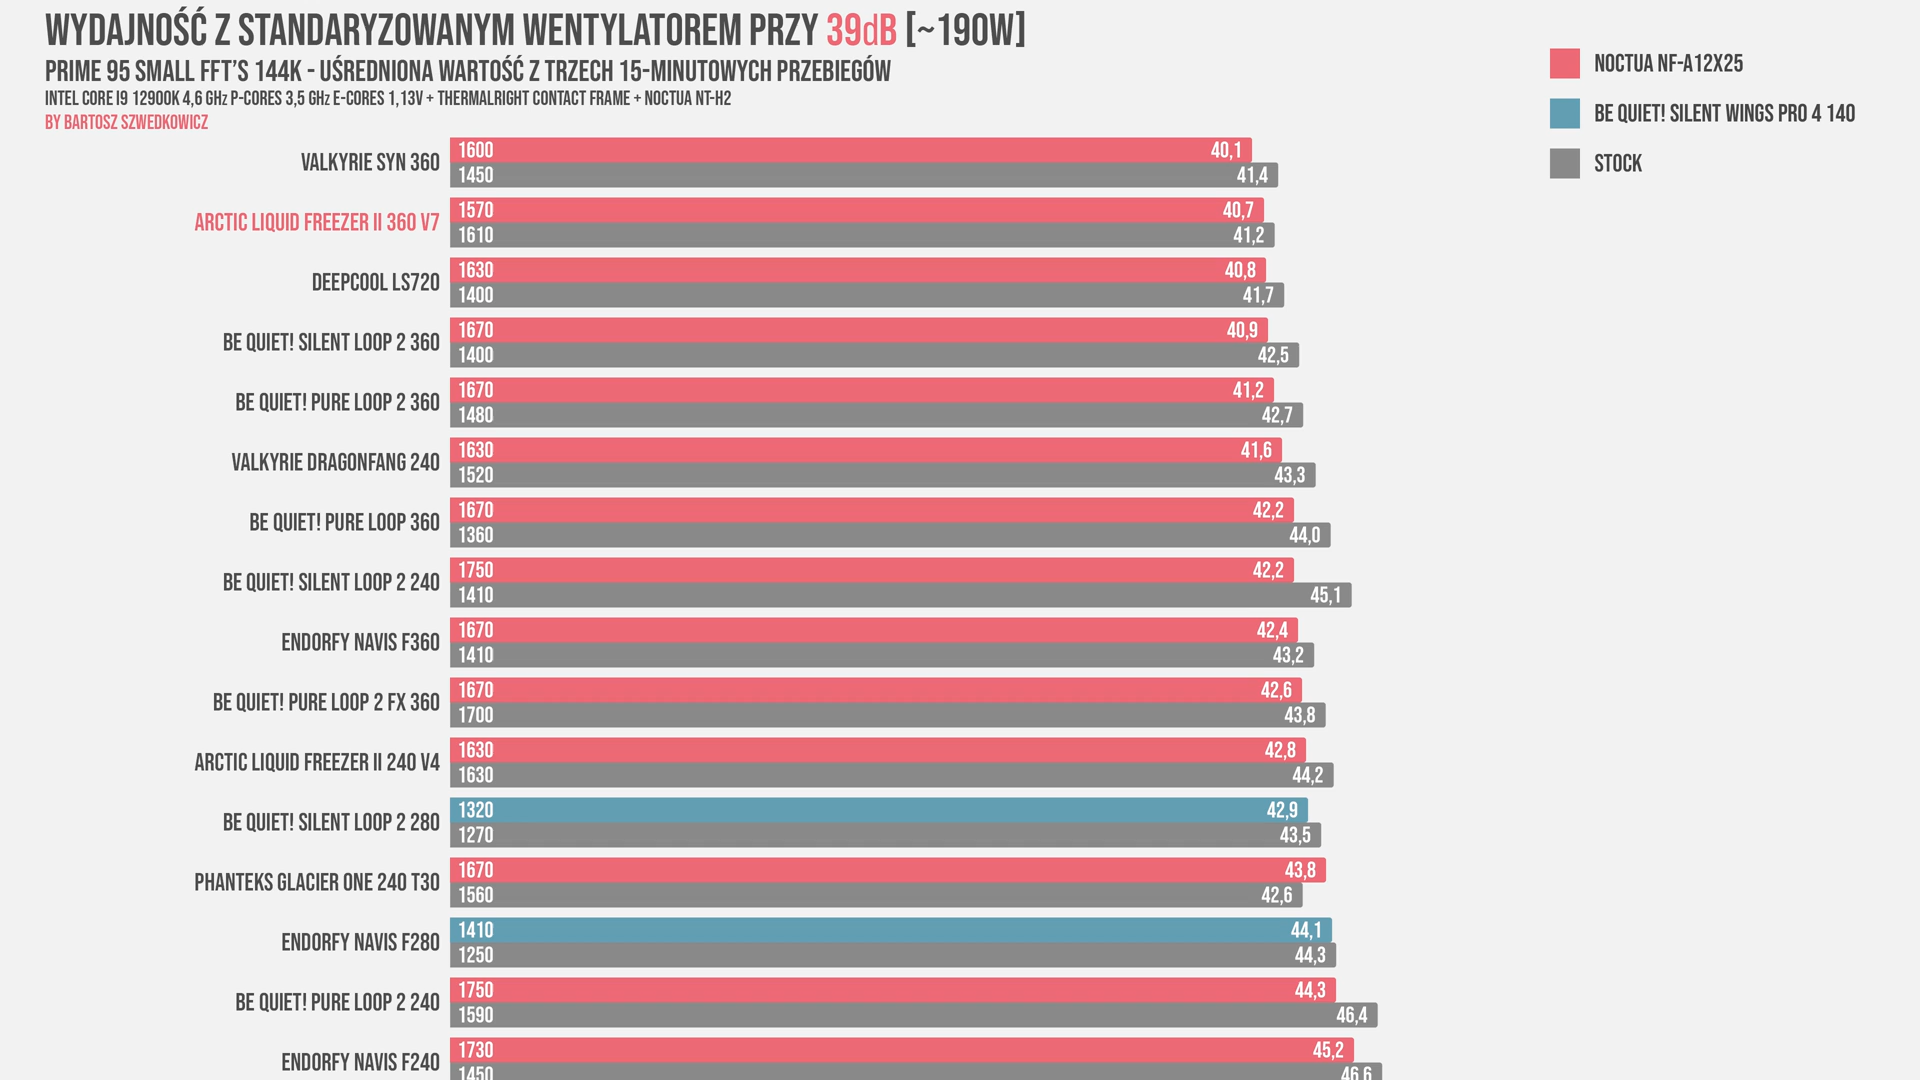 WYDAJNOŚĆ Z STANDARYZOWANYM WENTYLATOREM PRZY 39dB [~190W]
PRIME 95 SMALL FFT'S 144K - UŚREDNIONA WARTOŚĆ Z TRZECH 15-MINUTOWYCH PRZEBIEGÓW
INTEL CORE I9 12900K 4,6 GHz P-CORES 3,5 GHz E-CORES 1,13V + THERMALRIGHT CONTACT FRAME + NOCTUA NT-H2
BY BARTOSZ SZWEDKOWICZ
NOCTUA NF-A12X25
BE QUIET! SILENT WINGS PRO 4 140
STOCK
VALKYRIE SYN 360
1600 40,1
1450 41,4
ARCTIC LIQUID FREEZER II 360 V7
1570 40,7
1610 41,2
DEEPCOOL LS720
1630 40,8
1400 41,7
BE QUIET! SILENT LOOP 2 360
1670 40,9
1400 42,5
BE QUIET! PURE LOOP 2 360
1670 41,2
1480 42,7
VALKYRIE DRAGONFANG 240
1630 41,6
1520 43,3
BE QUIET! PURE LOOP 360
1670 42,2
1360 44,0
BE QUIET! SILENT LOOP 2 240
1750 42,2
1410 45,1
ENDORFY NAVIS F360
1670 42,4
1410 43,2
BE QUIET! PURE LOOP 2 FX 360
1670 42,6
1700 43,8
ARCTIC LIQUID FREEZER II 240 V4
1630 42,8
1630 44,2
BE QUIET! SILENT LOOP 2 280
1320 42,9
1270 43,5
PHANTEKS GLACIER ONE 240 T30
1670 43,8
1560 42,6
ENDORFY NAVIS F280
1410 44,1
1250 44,3
BE QUIET! PURE LOOP 2 240
1750 44,3
1590 46,4
ENDORFY NAVIS F240
1730 45,2
1450 46,6